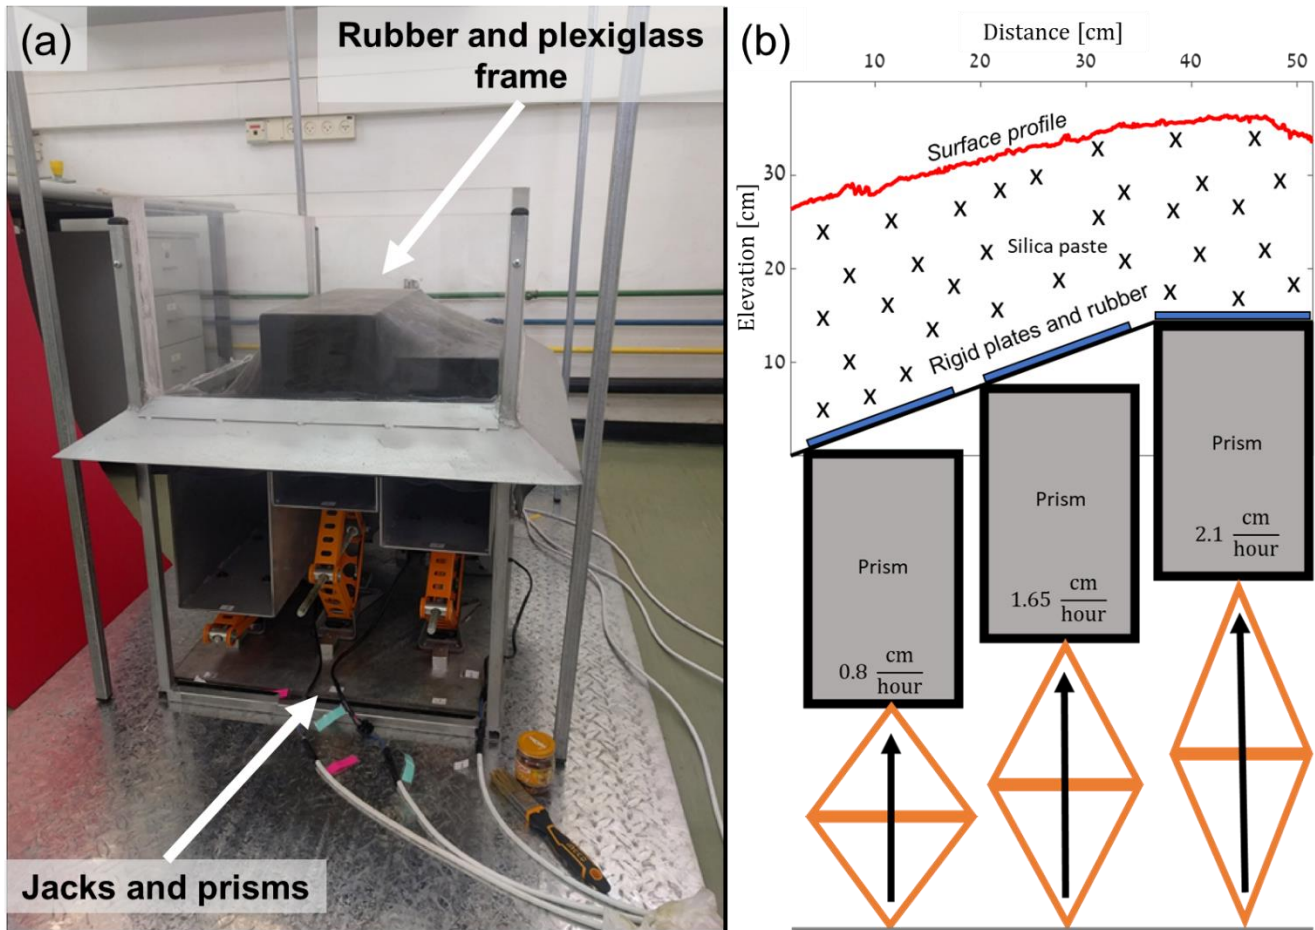 (a)
Rubber and plexiglass
frame
Jacks and prisms
(b)
Distance [cm]
10 20 30 40 50
Elevation [cm]
30
20
10
0
Surface profile
Silica paste
Rigid plates and rubber
Prism
0.8 cm/hour
Prism
1.65 cm/hour
Prism
2.1 cm/hour